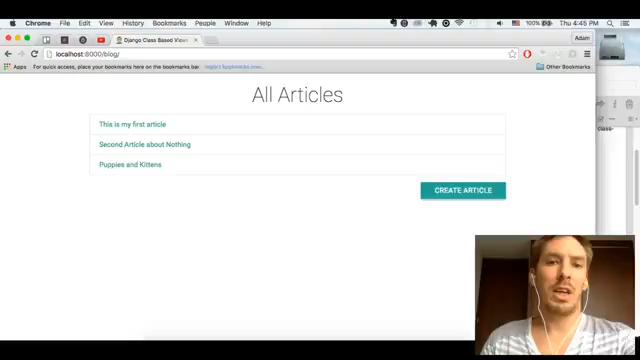 Chrome File Edit View History Bookmarks People Window Help
100% Thu 4:45 PM
Django Class Based Views
Adam
localhost:8000/blog/
Apps For quick access, place your bookmarks here on the bookmarks bar.
Other Bookmarks
All Articles
This is my first article
Second Article about Nothing
Puppies and Kittens
CREATE ARTICLE
class-